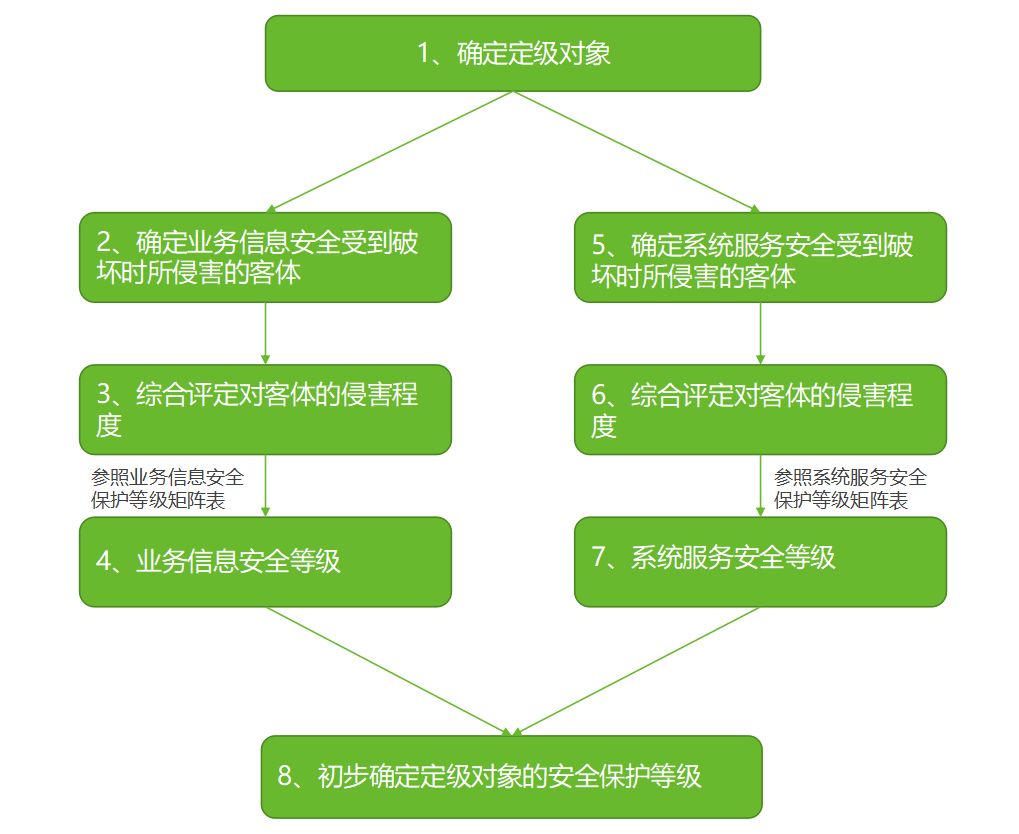 1、确定定级对象
2、确定业务信息安全受到破
坏时所侵害的客体
5、确定系统服务安全受到破
坏时所侵害的客体
3、综合评定对客体的侵害程
度
6、综合评定对客体的侵害程
度
参照业务信息安全
保护等级矩阵表
参照系统服务安全
保护等级矩阵表
4、业务信息安全等级
7、系统服务安全等级
8、初步确定定级对象的安全保护等级